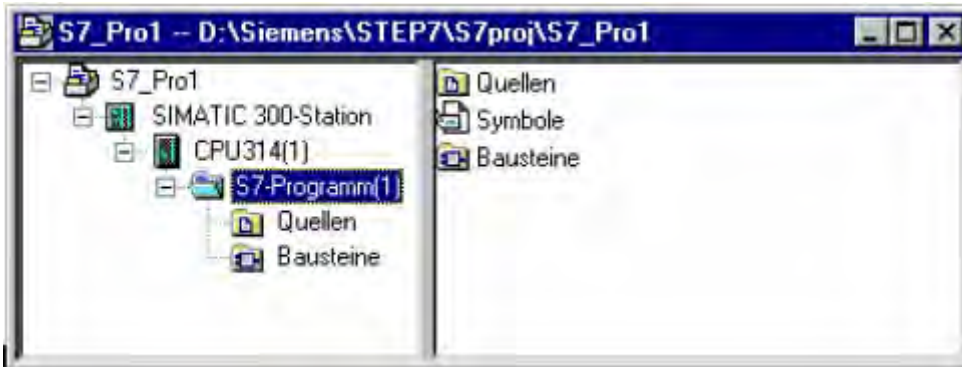 S7_Pro1 -- D:\Siemens\STEP7\S7proj\S7_Pro1
S7_Pro1
SIMATIC 300-Station
CPU314(1)
S7-Programm(1)
Quellen
Bausteine
Quellen
Symbole
Bausteine